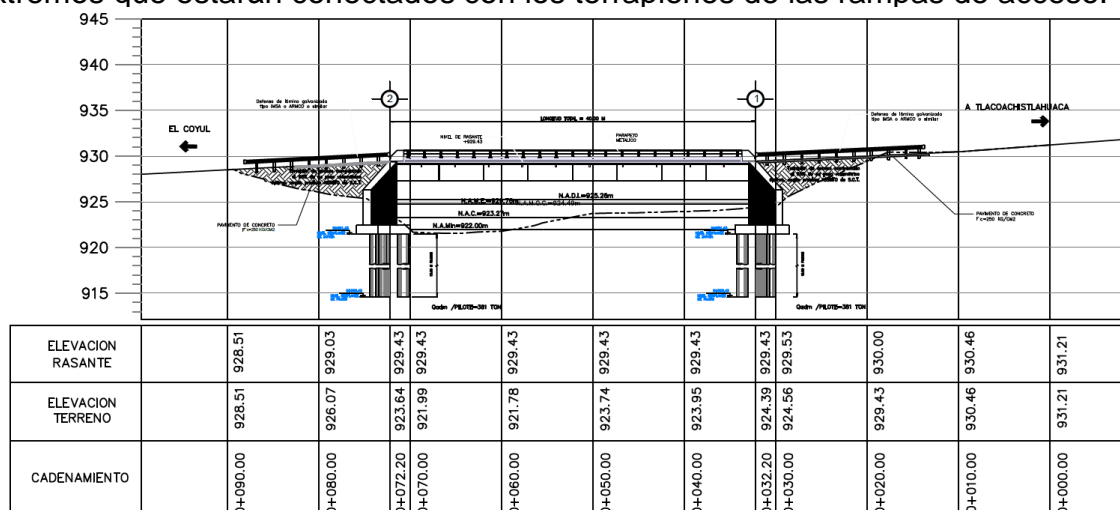 extremos que estarán conectados con los terraplenes de las rampas de acceso.
945
940
935
930
925
920
915
2
1
EL COYUL
A TLACOACHISTLAHUACA
Defensa de lámina galvanizada
tipo IMSA o ARMCO o similar
Defensa de lámina galvanizada
tipo IMSA o ARMCO o similar
LONGITUD TOTAL = 40.00 M
NIVEL DE RASANTE
+929.43
PARAPETO
METALICO
N.A.D.I.=925.26m
N.A.C.=923.27m
N.A.Min=922.00m
PAVIMENTO DE CONCRETO
F'c=250 KG/CM2
PAVIMENTO DE CONCRETO
F'c=250 KG/CM2
Qadm /PILOTE=381 TON
Qadm /PILOTE=381 TON
ELEVACION RASANTE 928.51 929.03 929.43 929.43 929.43 929.43 929.43 929.43 929.53 930.00 930.46 931.21
ELEVACION TERRENO 928.51 926.07 923.64 921.99 921.78 923.74 923.95 924.39 924.56 929.43 930.46 931.21
CADENAMIENTO 0+090.00 0+080.00 0+072.20 0+070.00 0+060.00 0+050.00 0+040.00 0+032.20 0+030.00 0+020.00 0+010.00 0+000.00